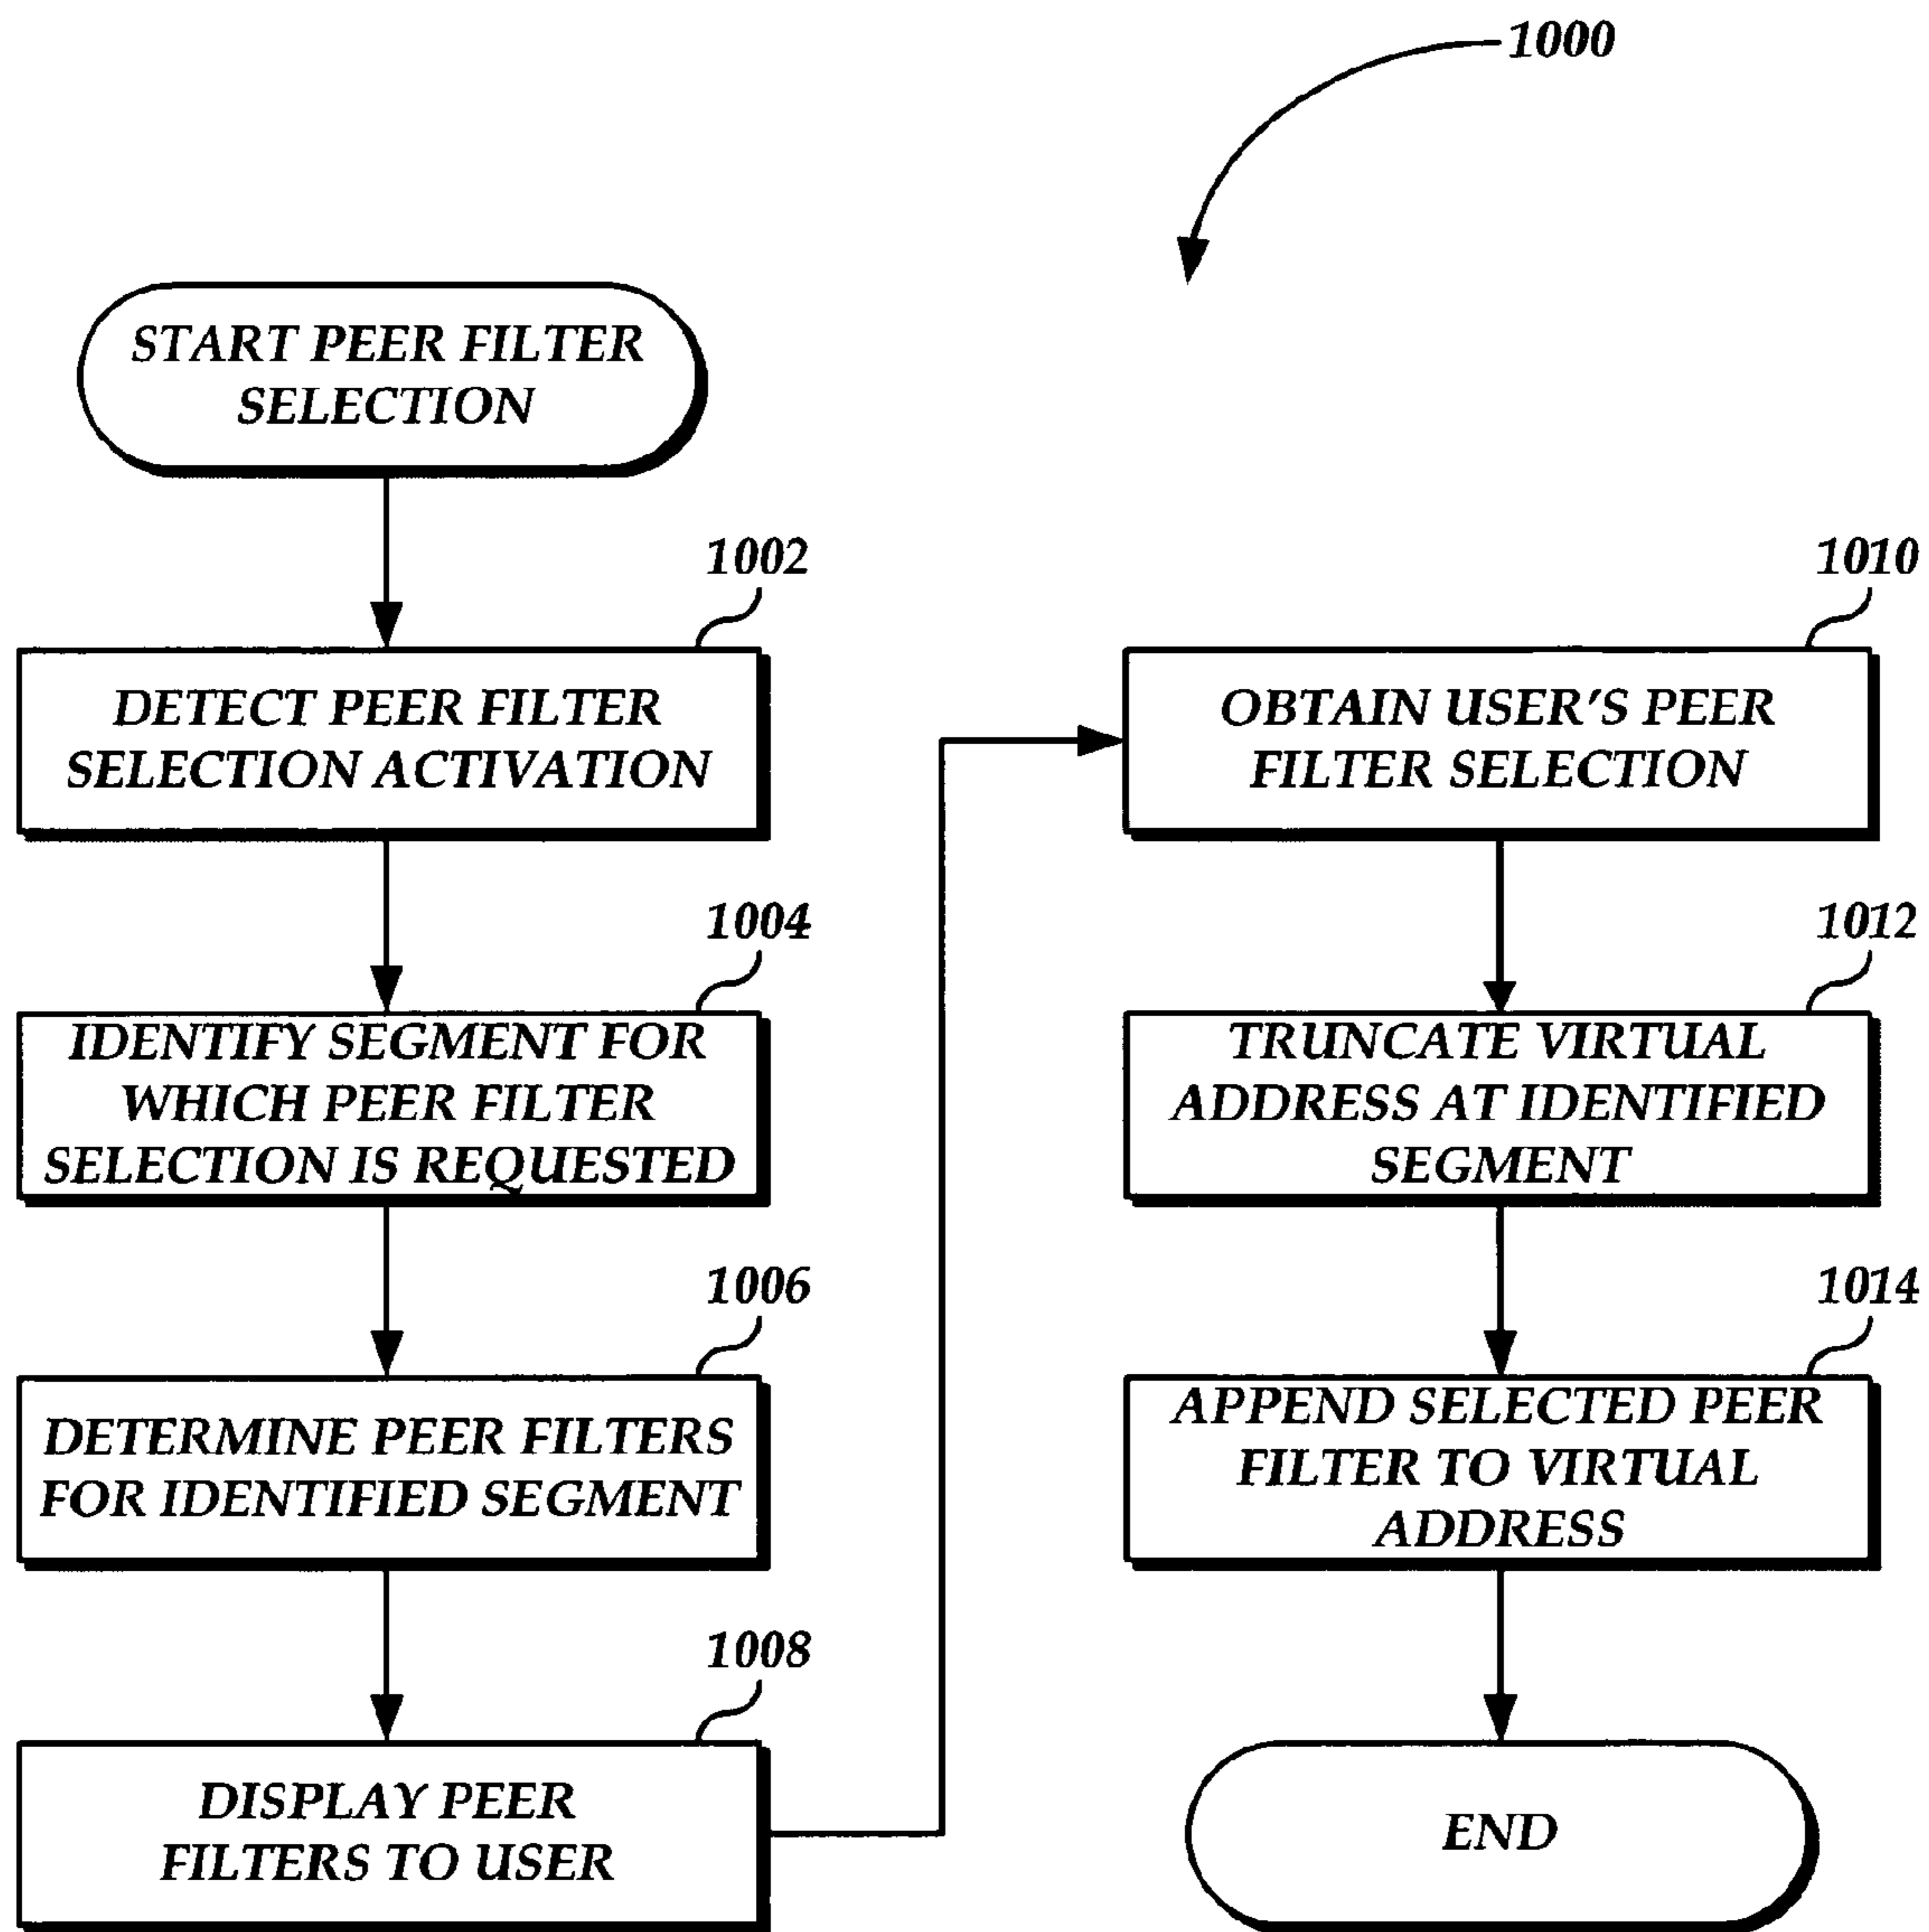 1000
START PEER FILTER
SELECTION
1002
DETECT PEER FILTER
SELECTION ACTIVATION
1004
IDENTIFY SEGMENT FOR
WHICH PEER FILTER
SELECTION IS REQUESTED
1006
DETERMINE PEER FILTERS
FOR IDENTIFIED SEGMENT
1008
DISPLAY PEER
FILTERS TO USER
1010
OBTAIN USER'S PEER
FILTER SELECTION
1012
TRUNCATE VIRTUAL
ADDRESS AT IDENTIFIED
SEGMENT
1014
APPEND SELECTED PEER
FILTER TO VIRTUAL
ADDRESS
END